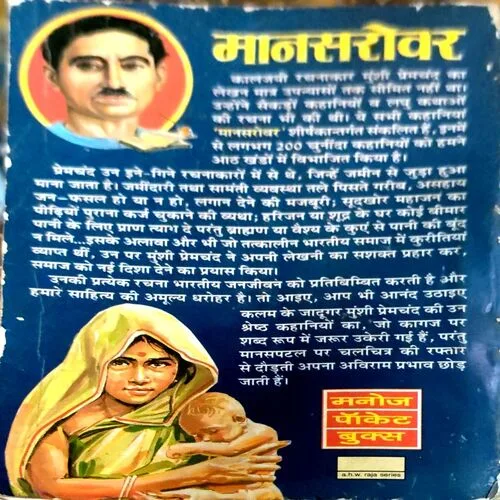 मानसरोवर
कालजयी रचनाकार मुंशी प्रेमचंद का
लेखन मात्र उपन्यासों तक सीमित नहीं था।
उन्होंने सैकड़ों कहानियों व लघु कथाओं
की रचना भी की थी। ये सभी कहानियां
'मानसरोवर' शीर्षकान्तर्गत संकलित हैं, इनमें
से लगभग 200 चुनींदा कहानियों को हमने
आठ खंडों में विभाजित किया है।
प्रेमचंद उन इने-गिने रचनाकारों में से थे, जिन्हें जमीन से जुड़ा हुआ
माना जाता है। जमींदारी तथा सामंती व्यवस्था तले पिसते गरीब, असहाय
जन–फसल हो या न हो, लगान देने की मजबूरी; सूदखोर महाजन का
पीढ़ियों पुराना कर्ज चुकाने की व्यथा; हरिजन या शूद्र के घर कोई बीमार
पानी के लिए प्राण त्याग दे परंतु ब्राह्मण या वैश्य के कुएं से पानी की बूंद
न मिले...इसके अलावा और भी जो तत्कालीन भारतीय समाज में कुरीतियां
व्याप्त थीं, उन पर मुंशी प्रेमचंद ने अपनी लेखनी का सशक्त प्रहार कर,
समाज को नई दिशा देने का प्रयास किया।
उनकी प्रत्येक रचना भारतीय जनजीवन को प्रतिबिम्बित करती है और
हमारे साहित्य की अमूल्य धरोहर है। तो आइए, आप भी आनंद उठाइए
कलम के जादूगर मुंशी प्रेमचंद की उन
श्रेष्ठ कहानियों का, जो कागज पर
शब्द रूप में जरूर उकेरी गई हैं, परंतु
मानसपटल पर चलचित्र की रफ्तार
से दौड़ती अपना अविराम प्रभाव छोड़
जाती हैं।
मनोज
पॉकेट
बुक्स
a.h.w. raja series